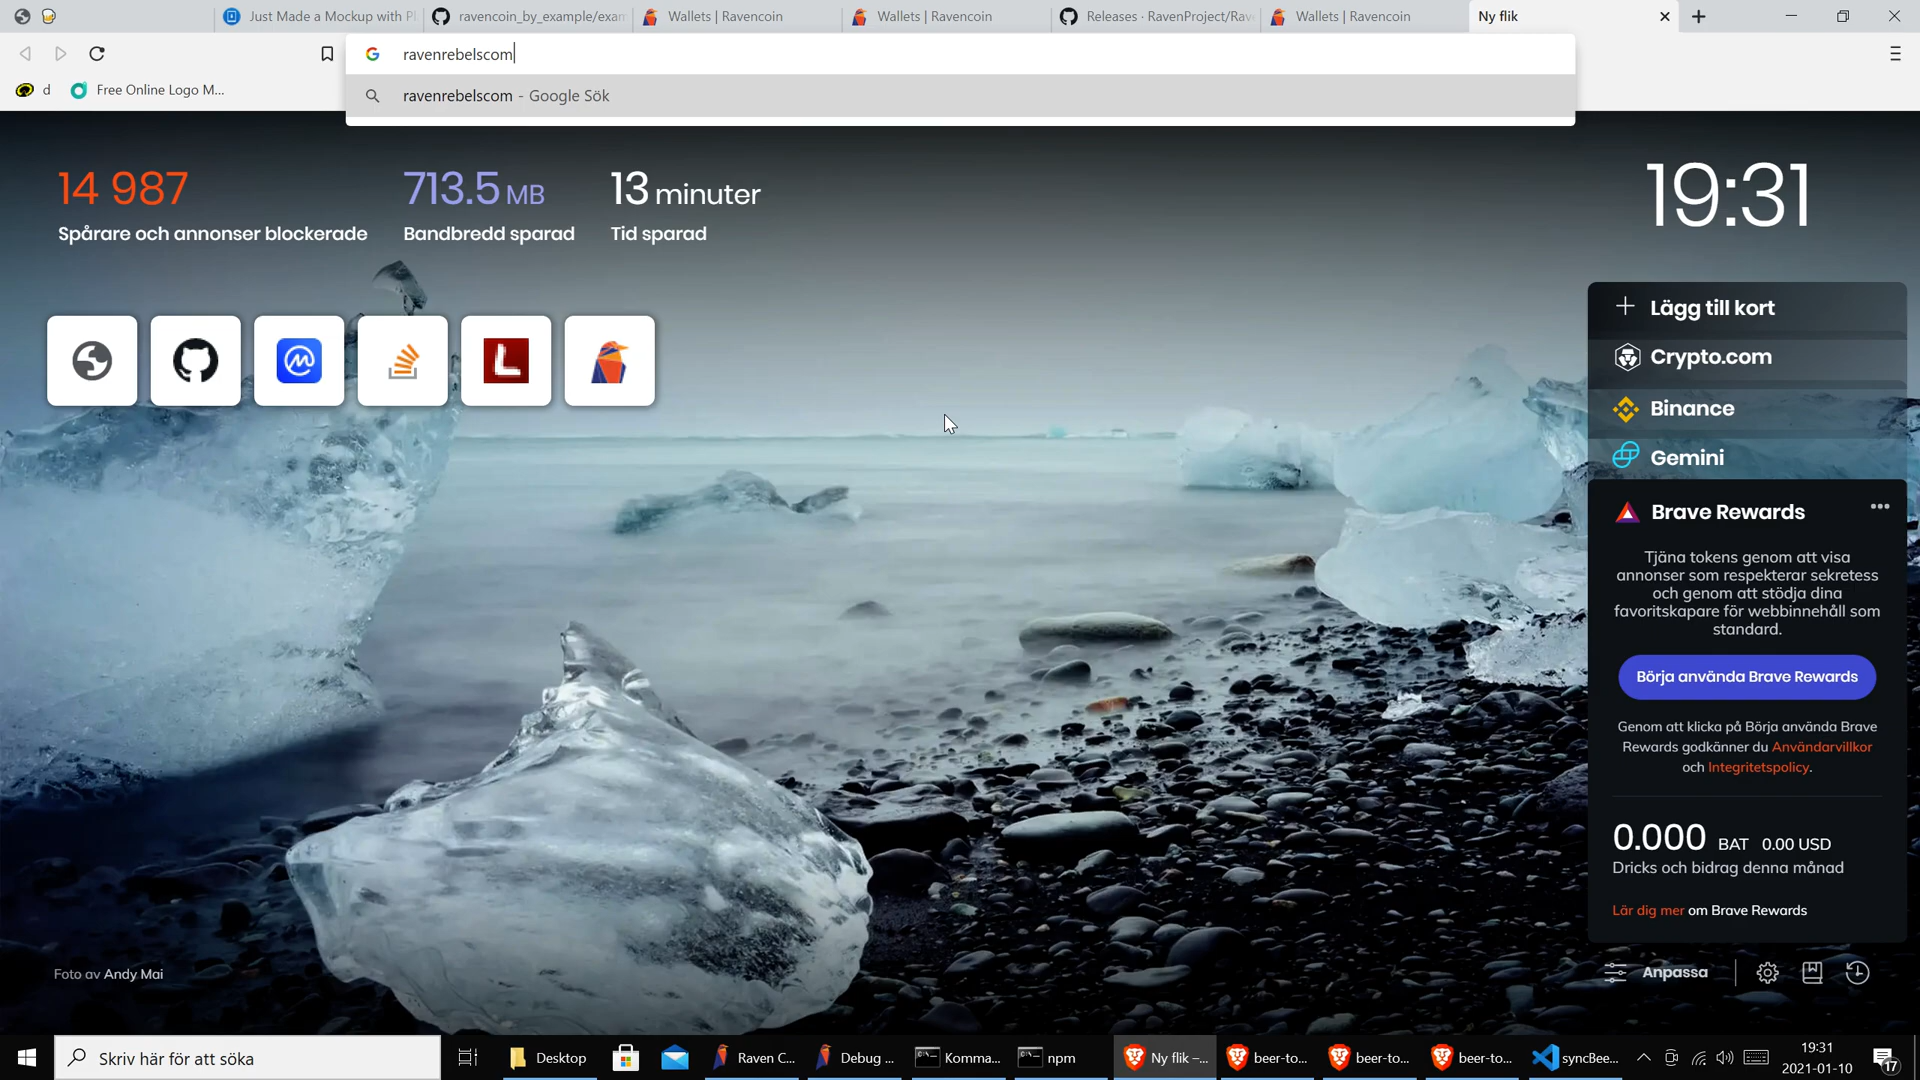 Just Made a Mockup with Pl
ravencoin_by_example/exam
Wallets | Ravencoin
Wallets | Ravencoin
Releases · RavenProject/Rave
Wallets | Ravencoin
Ny flik
ravenrebelscom
d
Free Online Logo M...
ravenrebelscom - Google Sök
14 987
Spårare och annonser blockerade
713.5 MB
Bandbredd sparad
13 minuter
Tid sparad
19:31
Lägg till kort
Crypto.com
Binance
Gemini
Brave Rewards
Tjäna tokens genom att visa
annonser som respekterar sekretess
och genom att stödja dina
favoritskapare för webbinnehåll som
standard.
Börja använda Brave Rewards
Genom att klicka på Börja använda Brave
Rewards godkänner du Användarvillkor
och Integritetspolicy.
0.000 BAT 0.00 USD
Dricks och bidrag denna månad
Lär dig mer om Brave Rewards
Foto av Andy Mai
Anpassa
Skriv här för att söka
Desktop
Raven C...
Debug ...
Komma...
npm
Ny flik –...
beer-to...
beer-to...
beer-to...
syncBee...
19:31
2021-01-10
17